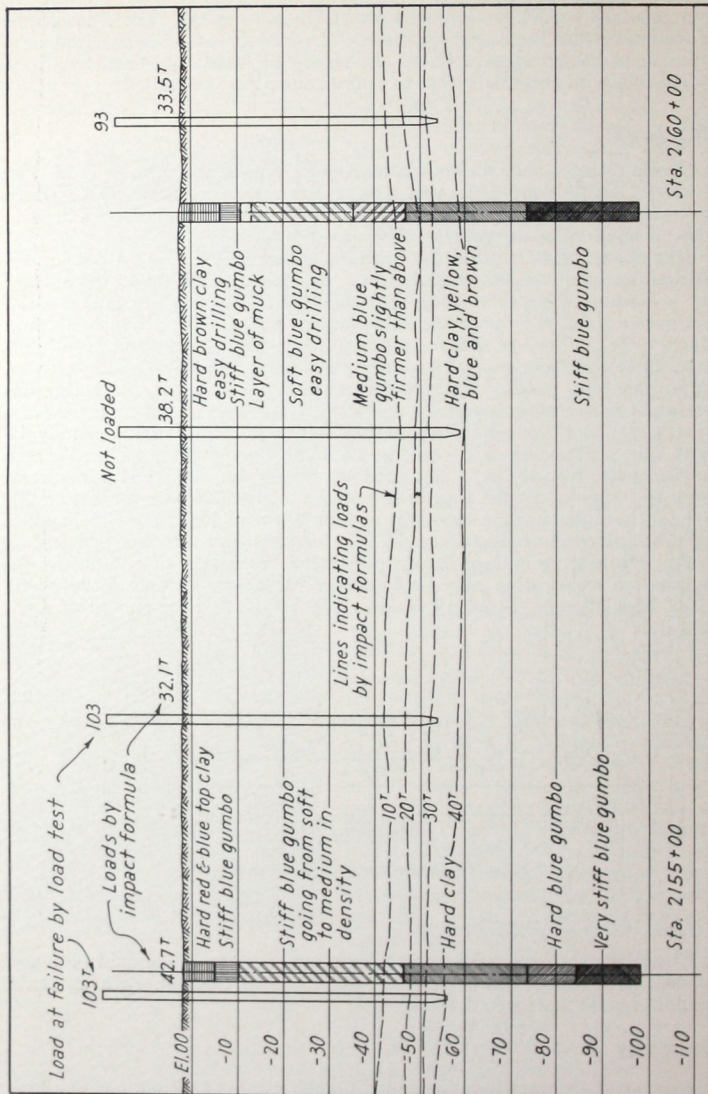 Load at failure by load test
Loads by
impact formula
103ᵀ
103
Not loaded
93
42.7ᵀ
32.1ᵀ
38.2ᵀ
33.5ᵀ
El.00
-10
-20
-30
-40
-50
-60
-70
-80
-90
-100
-110
Hard red & blue top clay
Stiff blue gumbo
Stiff blue gumbo
going from soft
to medium in
density
Hard clay
Hard blue gumbo
Very stiff blue gumbo
Sta. 2155+00
10ᵀ
20ᵀ
30ᵀ
40ᵀ
Lines indicating loads
by impact formulas
Hard brown clay
easy drilling
Stiff blue gumbo
Layer of muck
Soft blue gumbo
easy drilling
Medium blue
gumbo slightly
firmer than above
Hard clay, yellow,
blue and brown
Stiff blue gumbo
Sta. 2160+00